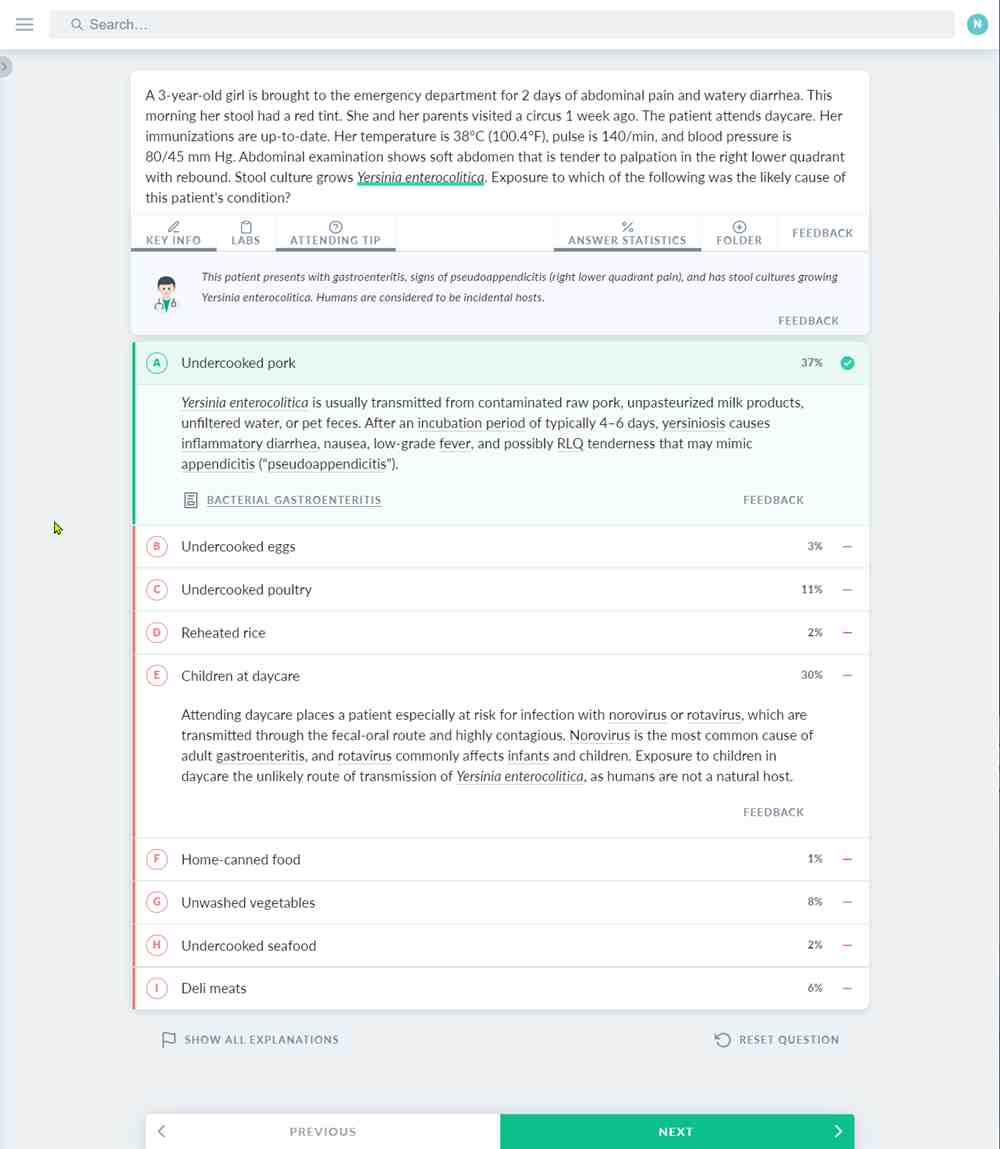 Search...
N
A 3-year-old girl is brought to the emergency department for 2 days of abdominal pain and watery diarrhea. This
morning her stool had a red tint. She and her parents visited a circus 1 week ago. The patient attends daycare. Her
immunizations are up-to-date. Her temperature is 38°C (100.4°F), pulse is 140/min, and blood pressure is
80/45 mm Hg. Abdominal examination shows soft abdomen that is tender to palpation in the right lower quadrant
with rebound. Stool culture grows Yersinia enterocolitica. Exposure to which of the following was the likely cause of
this patient's condition?
KEY INFO LABS ATTENDING TIP ANSWER STATISTICS FOLDER FEEDBACK
This patient presents with gastroenteritis, signs of pseudoappendicitis (right lower quadrant pain), and has stool cultures growing
Yersinia enterocolitica. Humans are considered to be incidental hosts.
FEEDBACK
A Undercooked pork 37%
Yersinia enterocolitica is usually transmitted from contaminated raw pork, unpasteurized milk products,
unfiltered water, or pet feces. After an incubation period of typically 4–6 days, yersiniosis causes
inflammatory diarrhea, nausea, low-grade fever, and possibly RLQ tenderness that may mimic
appendicitis (“pseudoappendicitis”).
BACTERIAL GASTROENTERITIS FEEDBACK
B Undercooked eggs 3%
C Undercooked poultry 11%
D Reheated rice 2%
E Children at daycare 30%
Attending daycare places a patient especially at risk for infection with norovirus or rotavirus, which are
transmitted through the fecal-oral route and highly contagious. Norovirus is the most common cause of
adult gastroenteritis, and rotavirus commonly affects infants and children. Exposure to children in
daycare the unlikely route of transmission of Yersinia enterocolitica, as humans are not a natural host.
FEEDBACK
F Home-canned food 1%
G Unwashed vegetables 8%
H Undercooked seafood 2%
I Deli meats 6%
SHOW ALL EXPLANATIONS RESET QUESTION
PREVIOUS NEXT